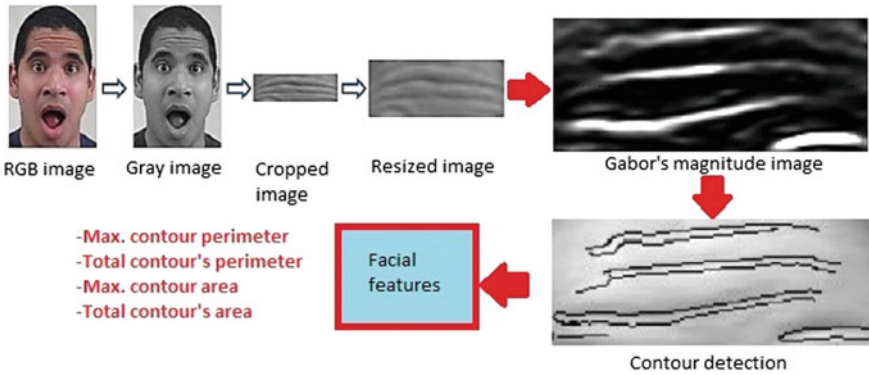 RGB image
Gray image
Cropped
image
Resized image
Gabor's magnitude image
-Max. contour perimeter
-Total contour's perimeter
-Max. contour area
-Total contour's area
Facial
features
Contour detection